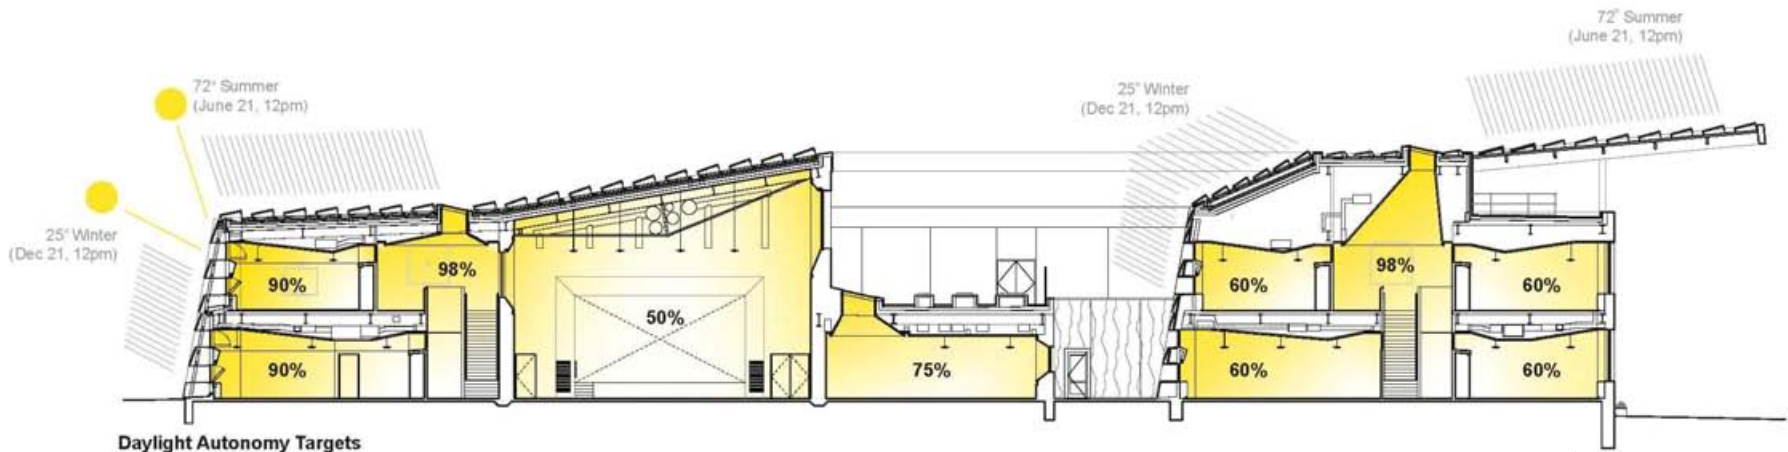 72° Summer
(June 21, 12pm)
72° Summer
(June 21, 12pm)
25° Winter
(Dec 21, 12pm)
25° Winter
(Dec 21, 12pm)
90%
98%
50%
60%
98%
60%
90%
75%
60%
60%
Daylight Autonomy Targets